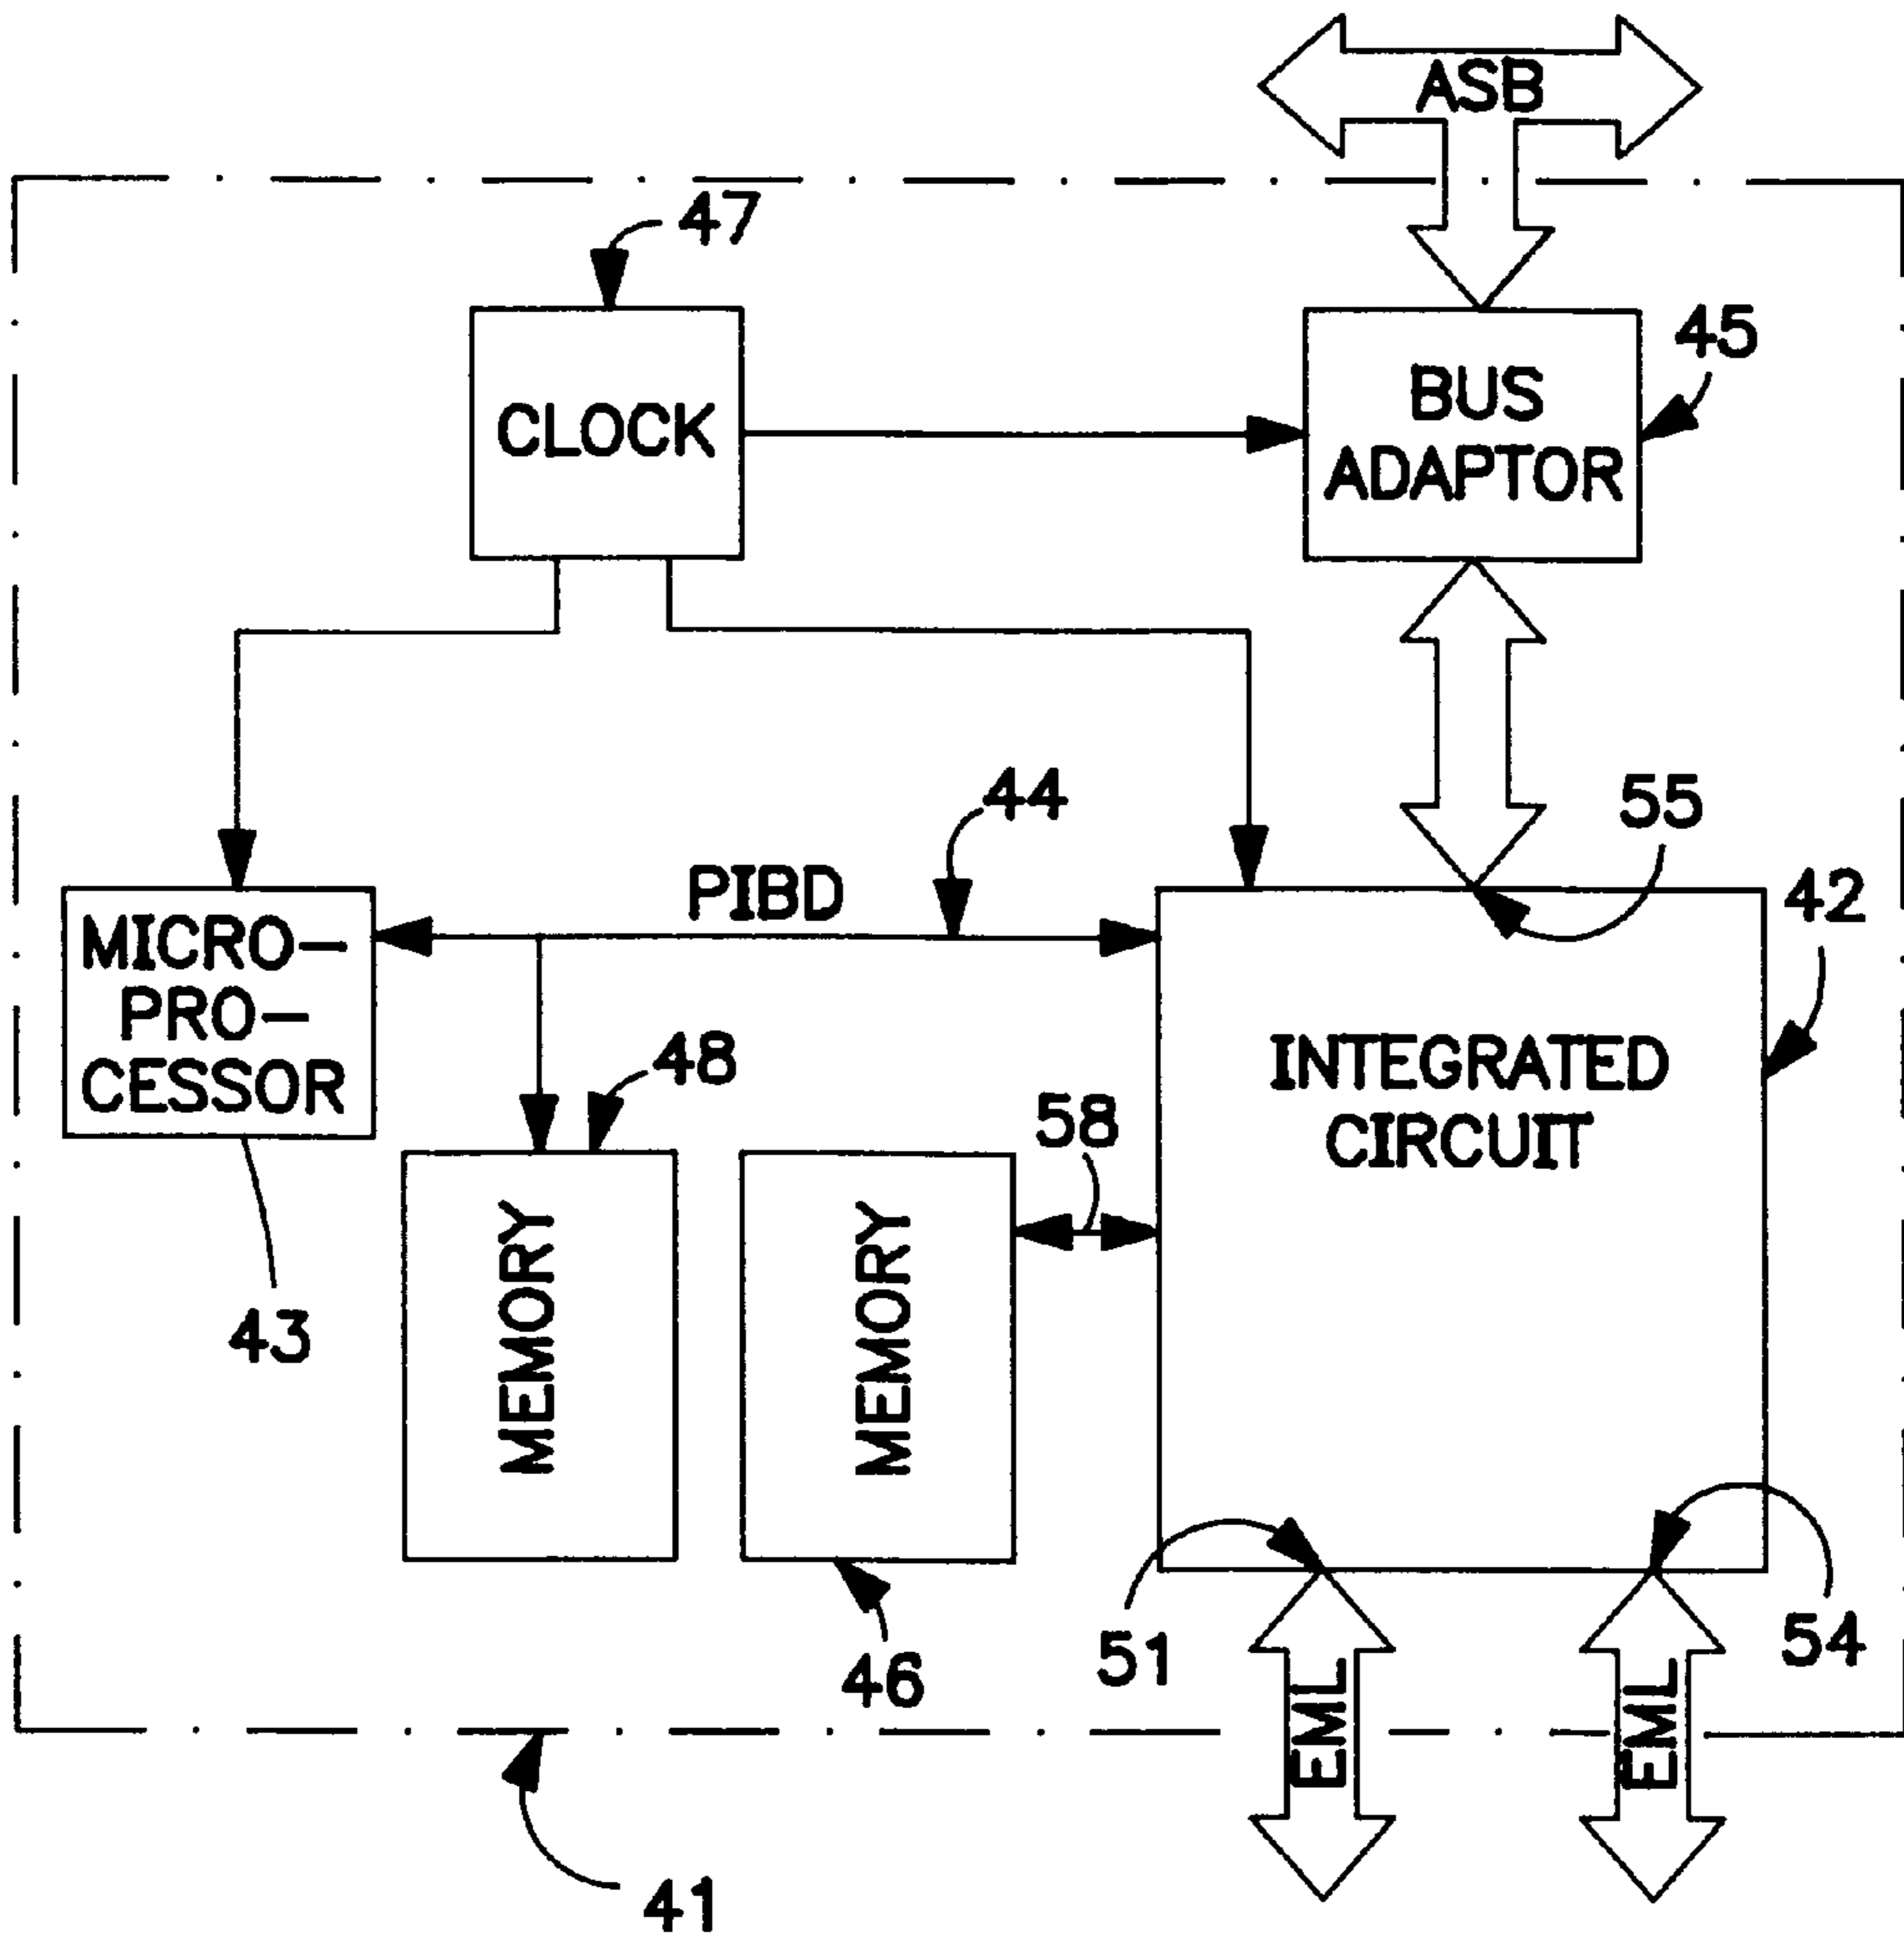 ASB
47
45
CLOCK
BUS
ADAPTOR
44
55
PIBD
42
MICRO-
PRO-
CESSOR
48
INTEGRATED
CIRCUIT
58
MEMORY
MEMORY
43
51
54
46
EML
EML
41